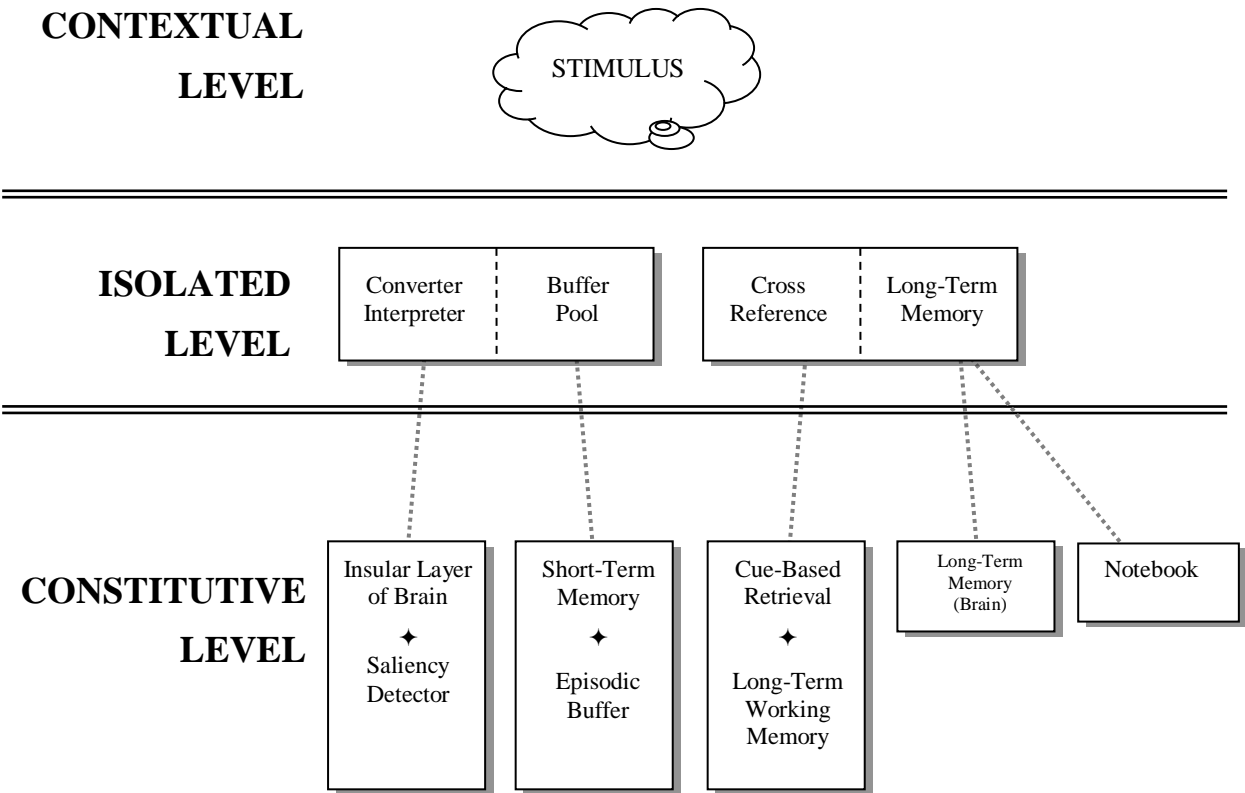 CONTEXTUAL
LEVEL
STIMULUS
ISOLATED
LEVEL
Converter
Interpreter
Buffer
Pool
Cross
Reference
Long-Term
Memory
CONSTITUTIVE
LEVEL
Insular Layer
of Brain
✦
Saliency
Detector
Short-Term
Memory
✦
Episodic
Buffer
Cue-Based
Retrieval
✦
Long-Term
Working
Memory
Long-Term
Memory
(Brain)
Notebook